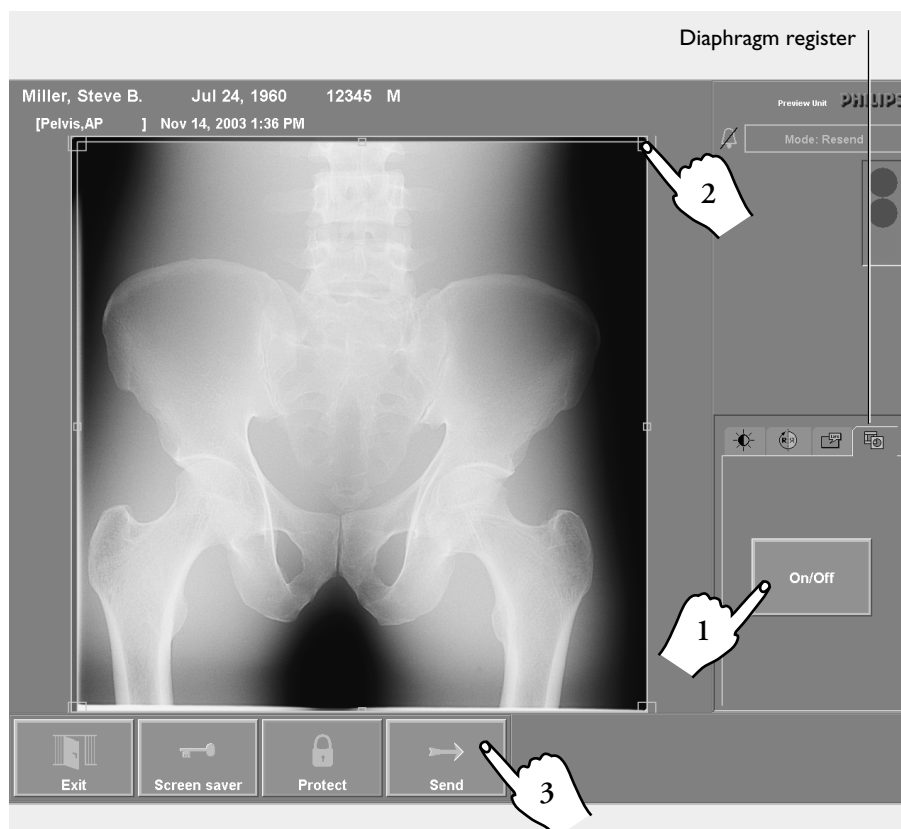 Diaphragm register
Miller, Steve B. Jul 24, 1960 12345 M
Preview Unit PHILIPS
[Pelvis,AP ] Nov 14, 2003 1:36 PM
Mode: Resend
2
On/Off
1
Exit Screen saver Protect Send
3